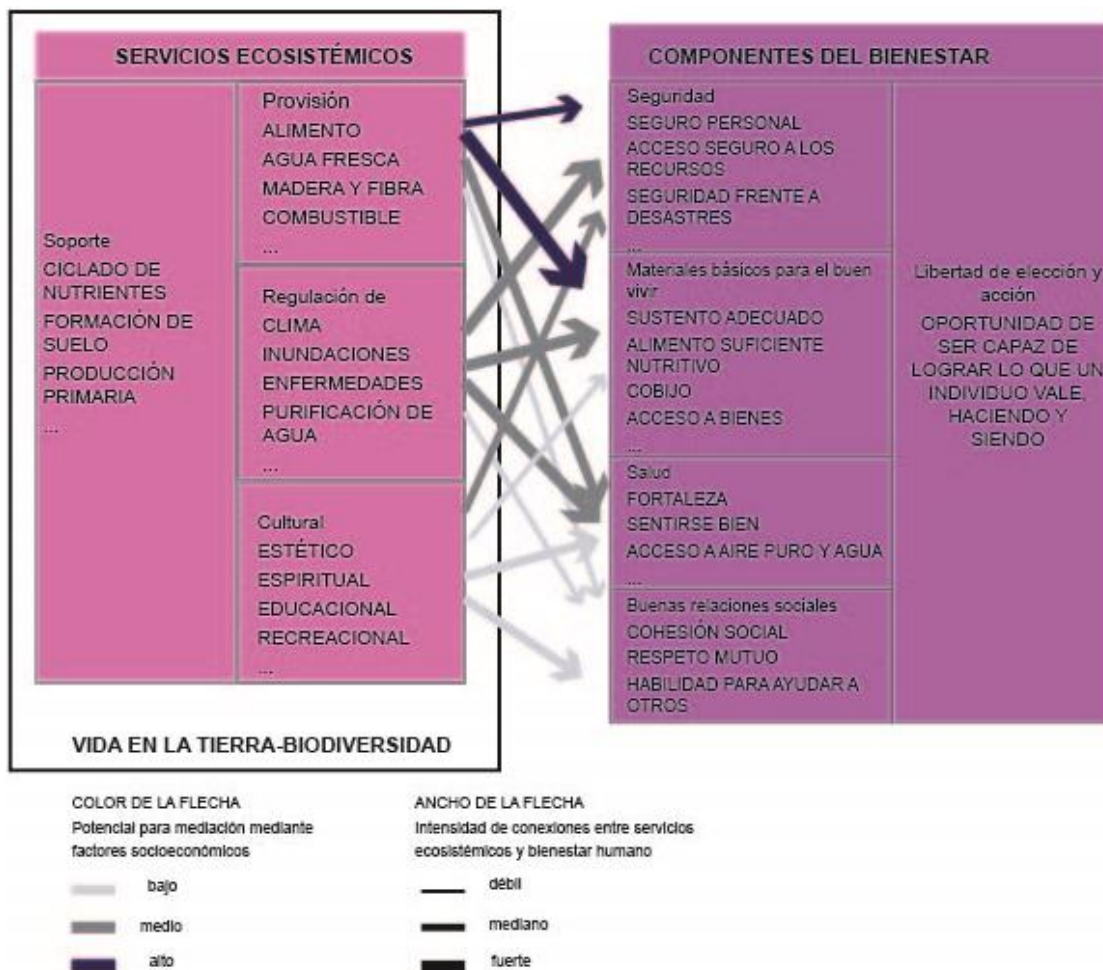 SERVICIOS ECOSISTÉMICOS
Soporte
CICLADO DE
NUTRIENTES
FORMACIÓN DE
SUELO
PRODUCCIÓN
PRIMARIA
...
Provisión
ALIMENTO
AGUA FRESCA
MADERA Y FIBRA
COMBUSTIBLE
...
Regulación de
CLIMA
INUNDACIONES
ENFERMEDADES
PURIFICACIÓN DE
AGUA
...
Cultural
ESTÉTICO
ESPIRITUAL
EDUCACIONAL
RECREACIONAL
...
VIDA EN LA TIERRA-BIODIVERSIDAD
COMPONENTES DEL BIENESTAR
Seguridad
SEGURO PERSONAL
ACCESO SEGURO A LOS
RECURSOS
SEGURIDAD FRENTE A
DESASTRES
...
Materiales básicos para el buen
vivir
SUSTENTO ADECUADO
ALIMENTO SUFICIENTE
NUTRITIVO
COBIJO
ACCESO A BIENES
...
Salud
FORTALEZA
SENTIRSE BIEN
ACCESO A AIRE PURO Y AGUA
...
Buenas relaciones sociales
COHESIÓN SOCIAL
RESPETO MUTUO
HABILIDAD PARA AYUDAR A
OTROS
Libertad de elección y
acción
OPORTUNIDAD DE
SER CAPAZ DE
LOGRAR LO QUE UN
INDIVIDUO VALE,
HACIENDO Y
SIENDO
COLOR DE LA FLECHA
Potencial para mediación mediante
factores socioeconómicos
bajo
medio
alto
ANCHO DE LA FLECHA
Intensidad de conexiones entre servicios
ecosistémicos y bienestar humano
débil
mediano
fuerte